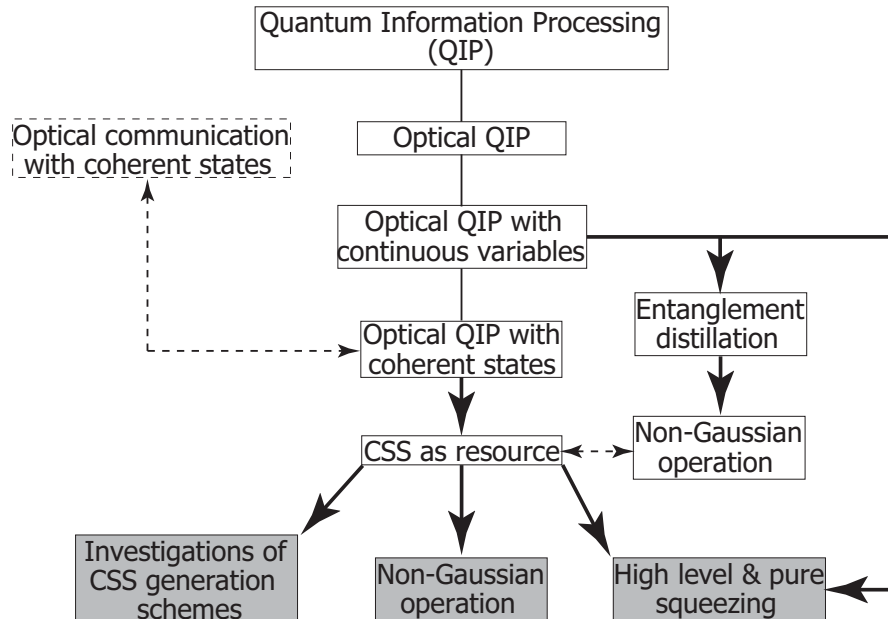 Quantum Information Processing
(QIP)
Optical communication
with coherent states
Optical QIP
Optical QIP with
continuous variables
Entanglement
distillation
Optical QIP with
coherent states
Non-Gaussian
operation
CSS as resource
Investigations of
CSS generation
schemes
Non-Gaussian
operation
High level & pure
squeezing